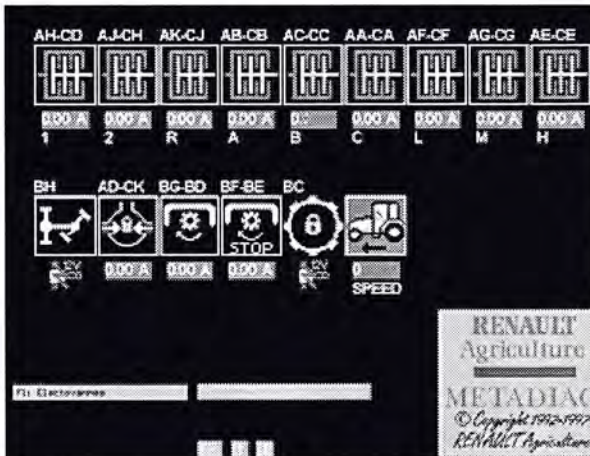 AH-CD AJ-CH AK-CJ AB-CB AC-CC AA-CA AF-CF AG-CG AE-CE
0.00 A 0.00 A 0.00 A 0.00 A 0.00 A 0.00 A 0.00 A 0.00 A
1 2 R A B C L M H
BH AD-CK BG-BD BF-BE BC
STOP
0.00 A 0.00 A 0.00 A 0
SPEED
RENAULT
Agriculture
F1: Electovannes
METADIAG
© Copyright 1992-1997
RENAULT Agriculture